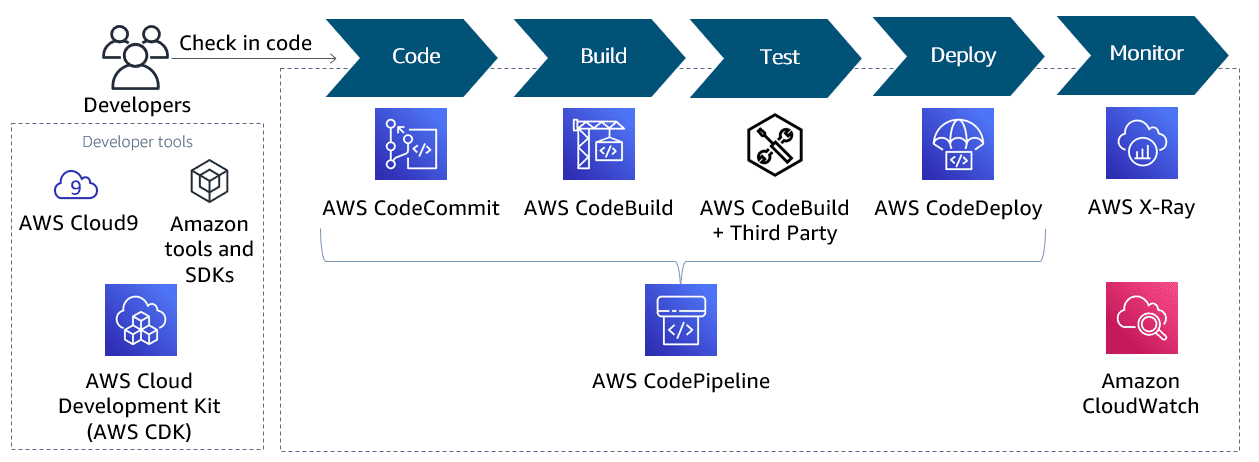 Check in code
Code
Build
Test
Deploy
Monitor
Developers
Developer tools
9
AWS Cloud9
Amazon
tools and
SDKs
AWS Cloud
Development Kit
(AWS CDK)
</>
AWS CodeCommit
</>
AWS CodeBuild
AWS CodeBuild
+ Third Party
</>
AWS CodeDeploy
AWS X-Ray
</>
AWS CodePipeline
Amazon
CloudWatch